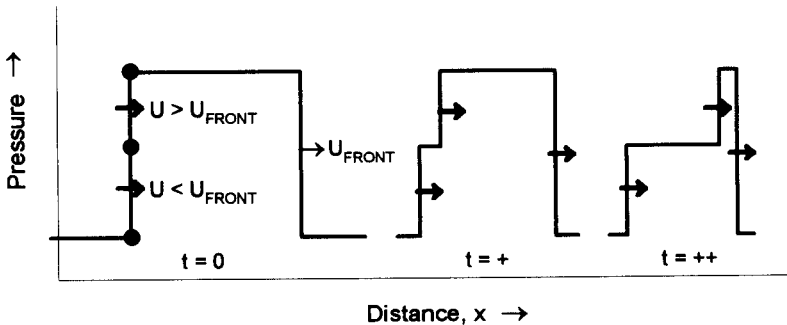 Pressure →
U > U_FRONT
U < U_FRONT
→ U_FRONT
t = 0
t = +
t = ++
Distance, x →